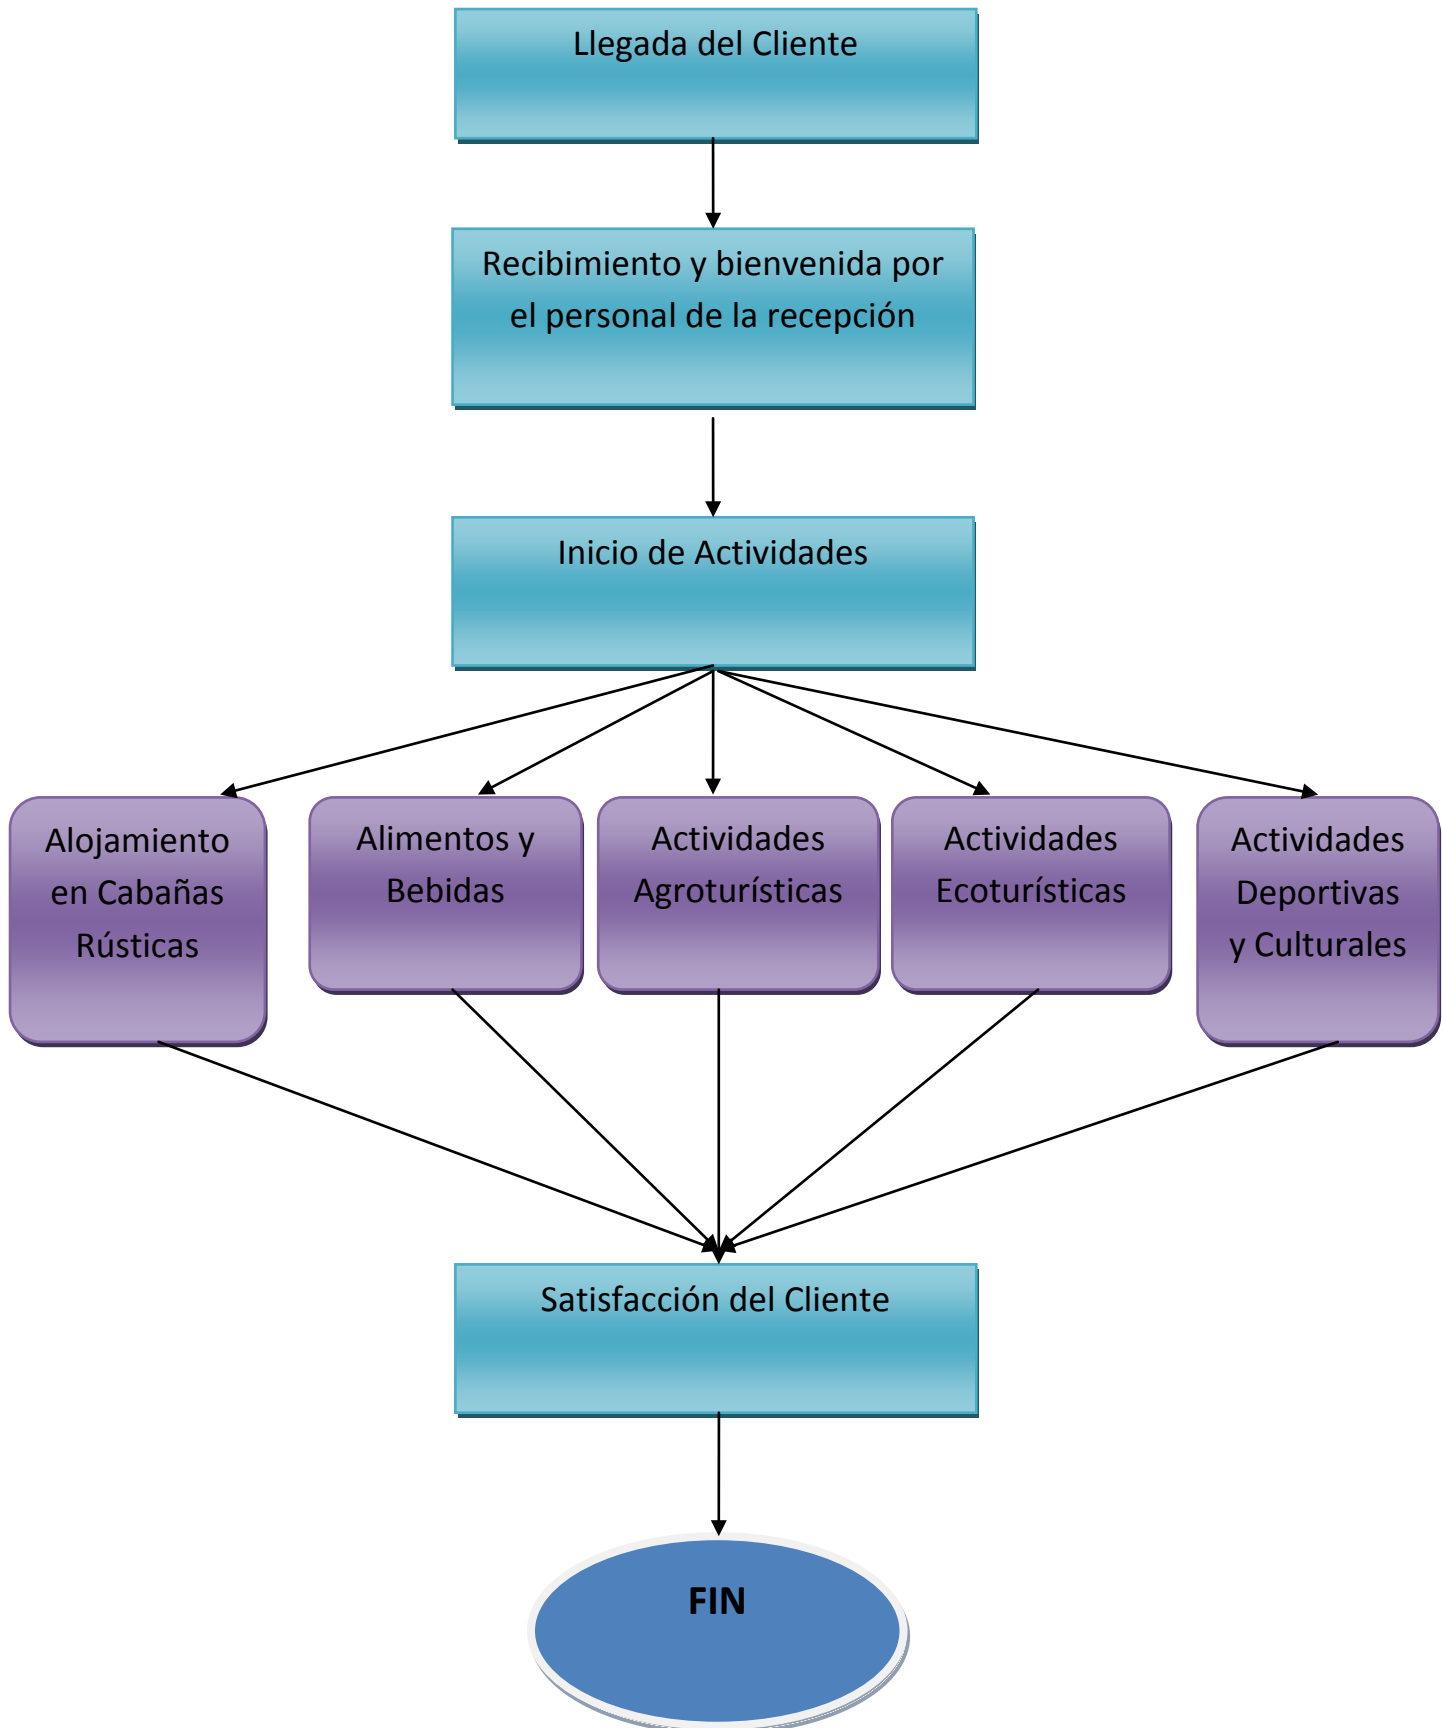 Llegada del Cliente
Recibimiento y bienvenida por
el personal de la recepción
Inicio de Actividades
Alojamiento
en Cabañas
Rústicas
Alimentos y
Bebidas
Actividades
Agroturísticas
Actividades
Ecoturísticas
Actividades
Deportivas
y Culturales
Satisfacción del Cliente
FIN